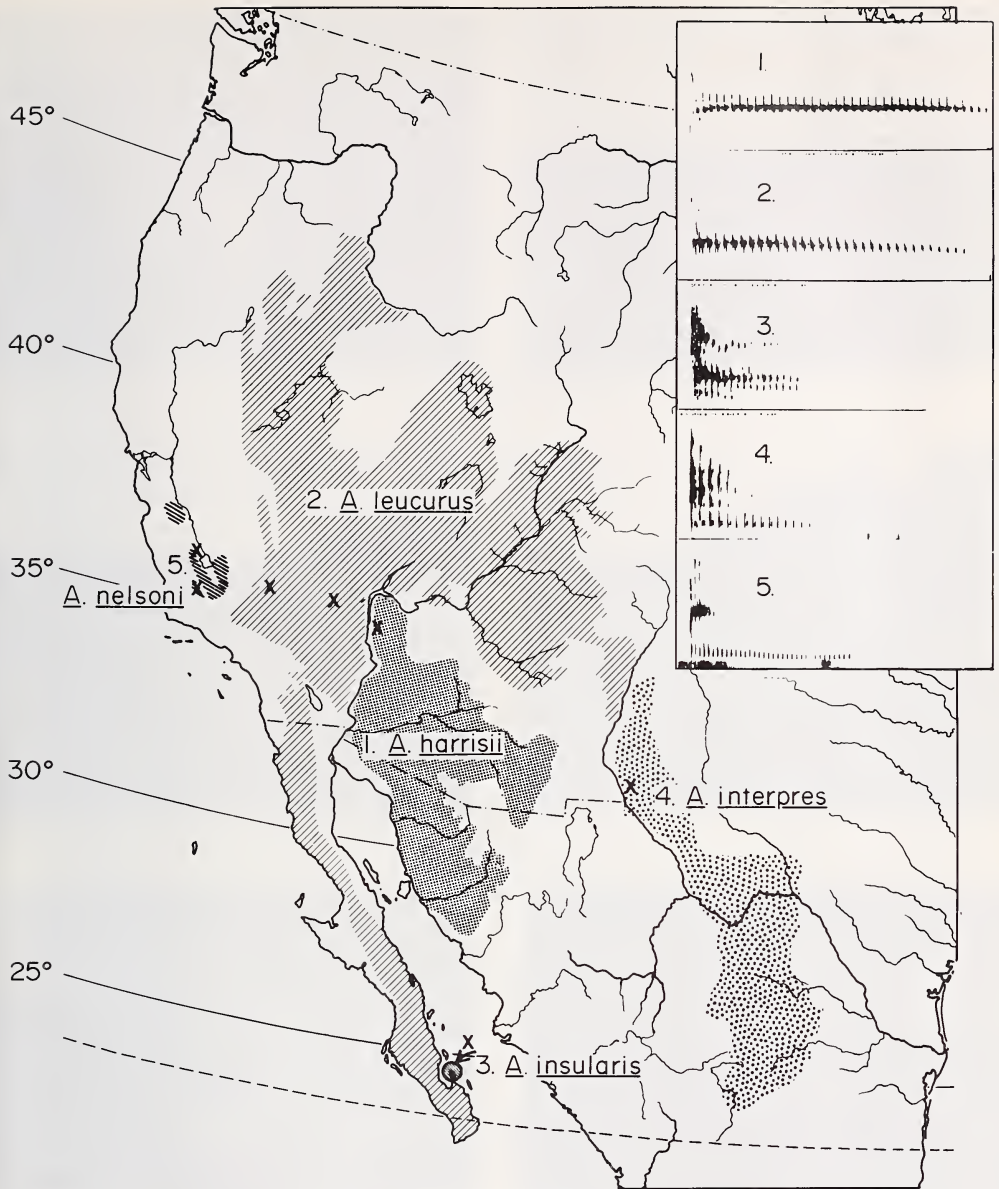 45°
40°
35°
30°
25°
1.
2.
3.
4.
5.
2. A. leucurus
5.
A. nelsoni
1. A. harrisii
4. A. interpres
3. A. insularis
X
X
X
X
X
X
X